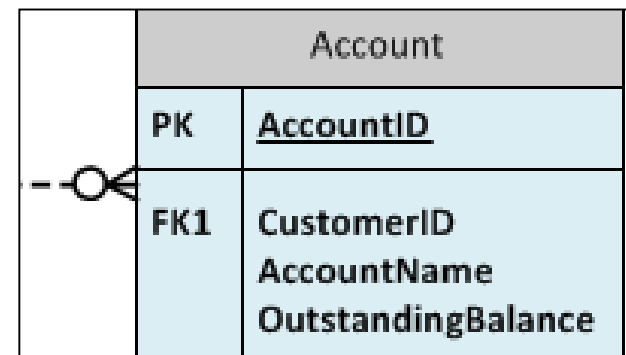 Account
PK AccountID
FK1 CustomerID
AccountName
OutstandingBalance